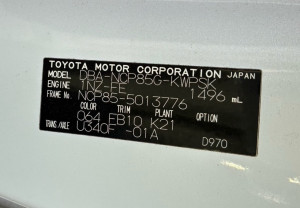 TOYOTA MOTOR CORPORATION JAPAN
MODEL DBA-NCP85G-KWPSK
ENGINE 1NZ-FE 1496 mL
FRAME No. NCP85-5013776
COLOR TRIM PLANT OPTION
064 EB10 K21
TRANS/AXLE U340F -01A
D970